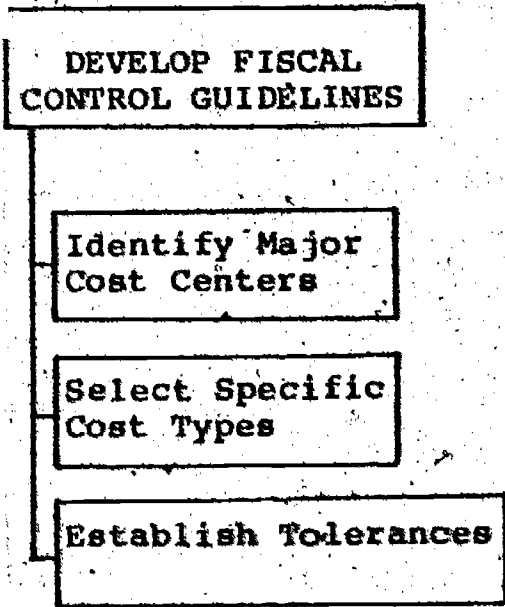 DEVELOP FISCAL
CONTROL GUIDELINES
Identify Major
Cost Centers
Select Specific
Cost Types
Establish Tolerances